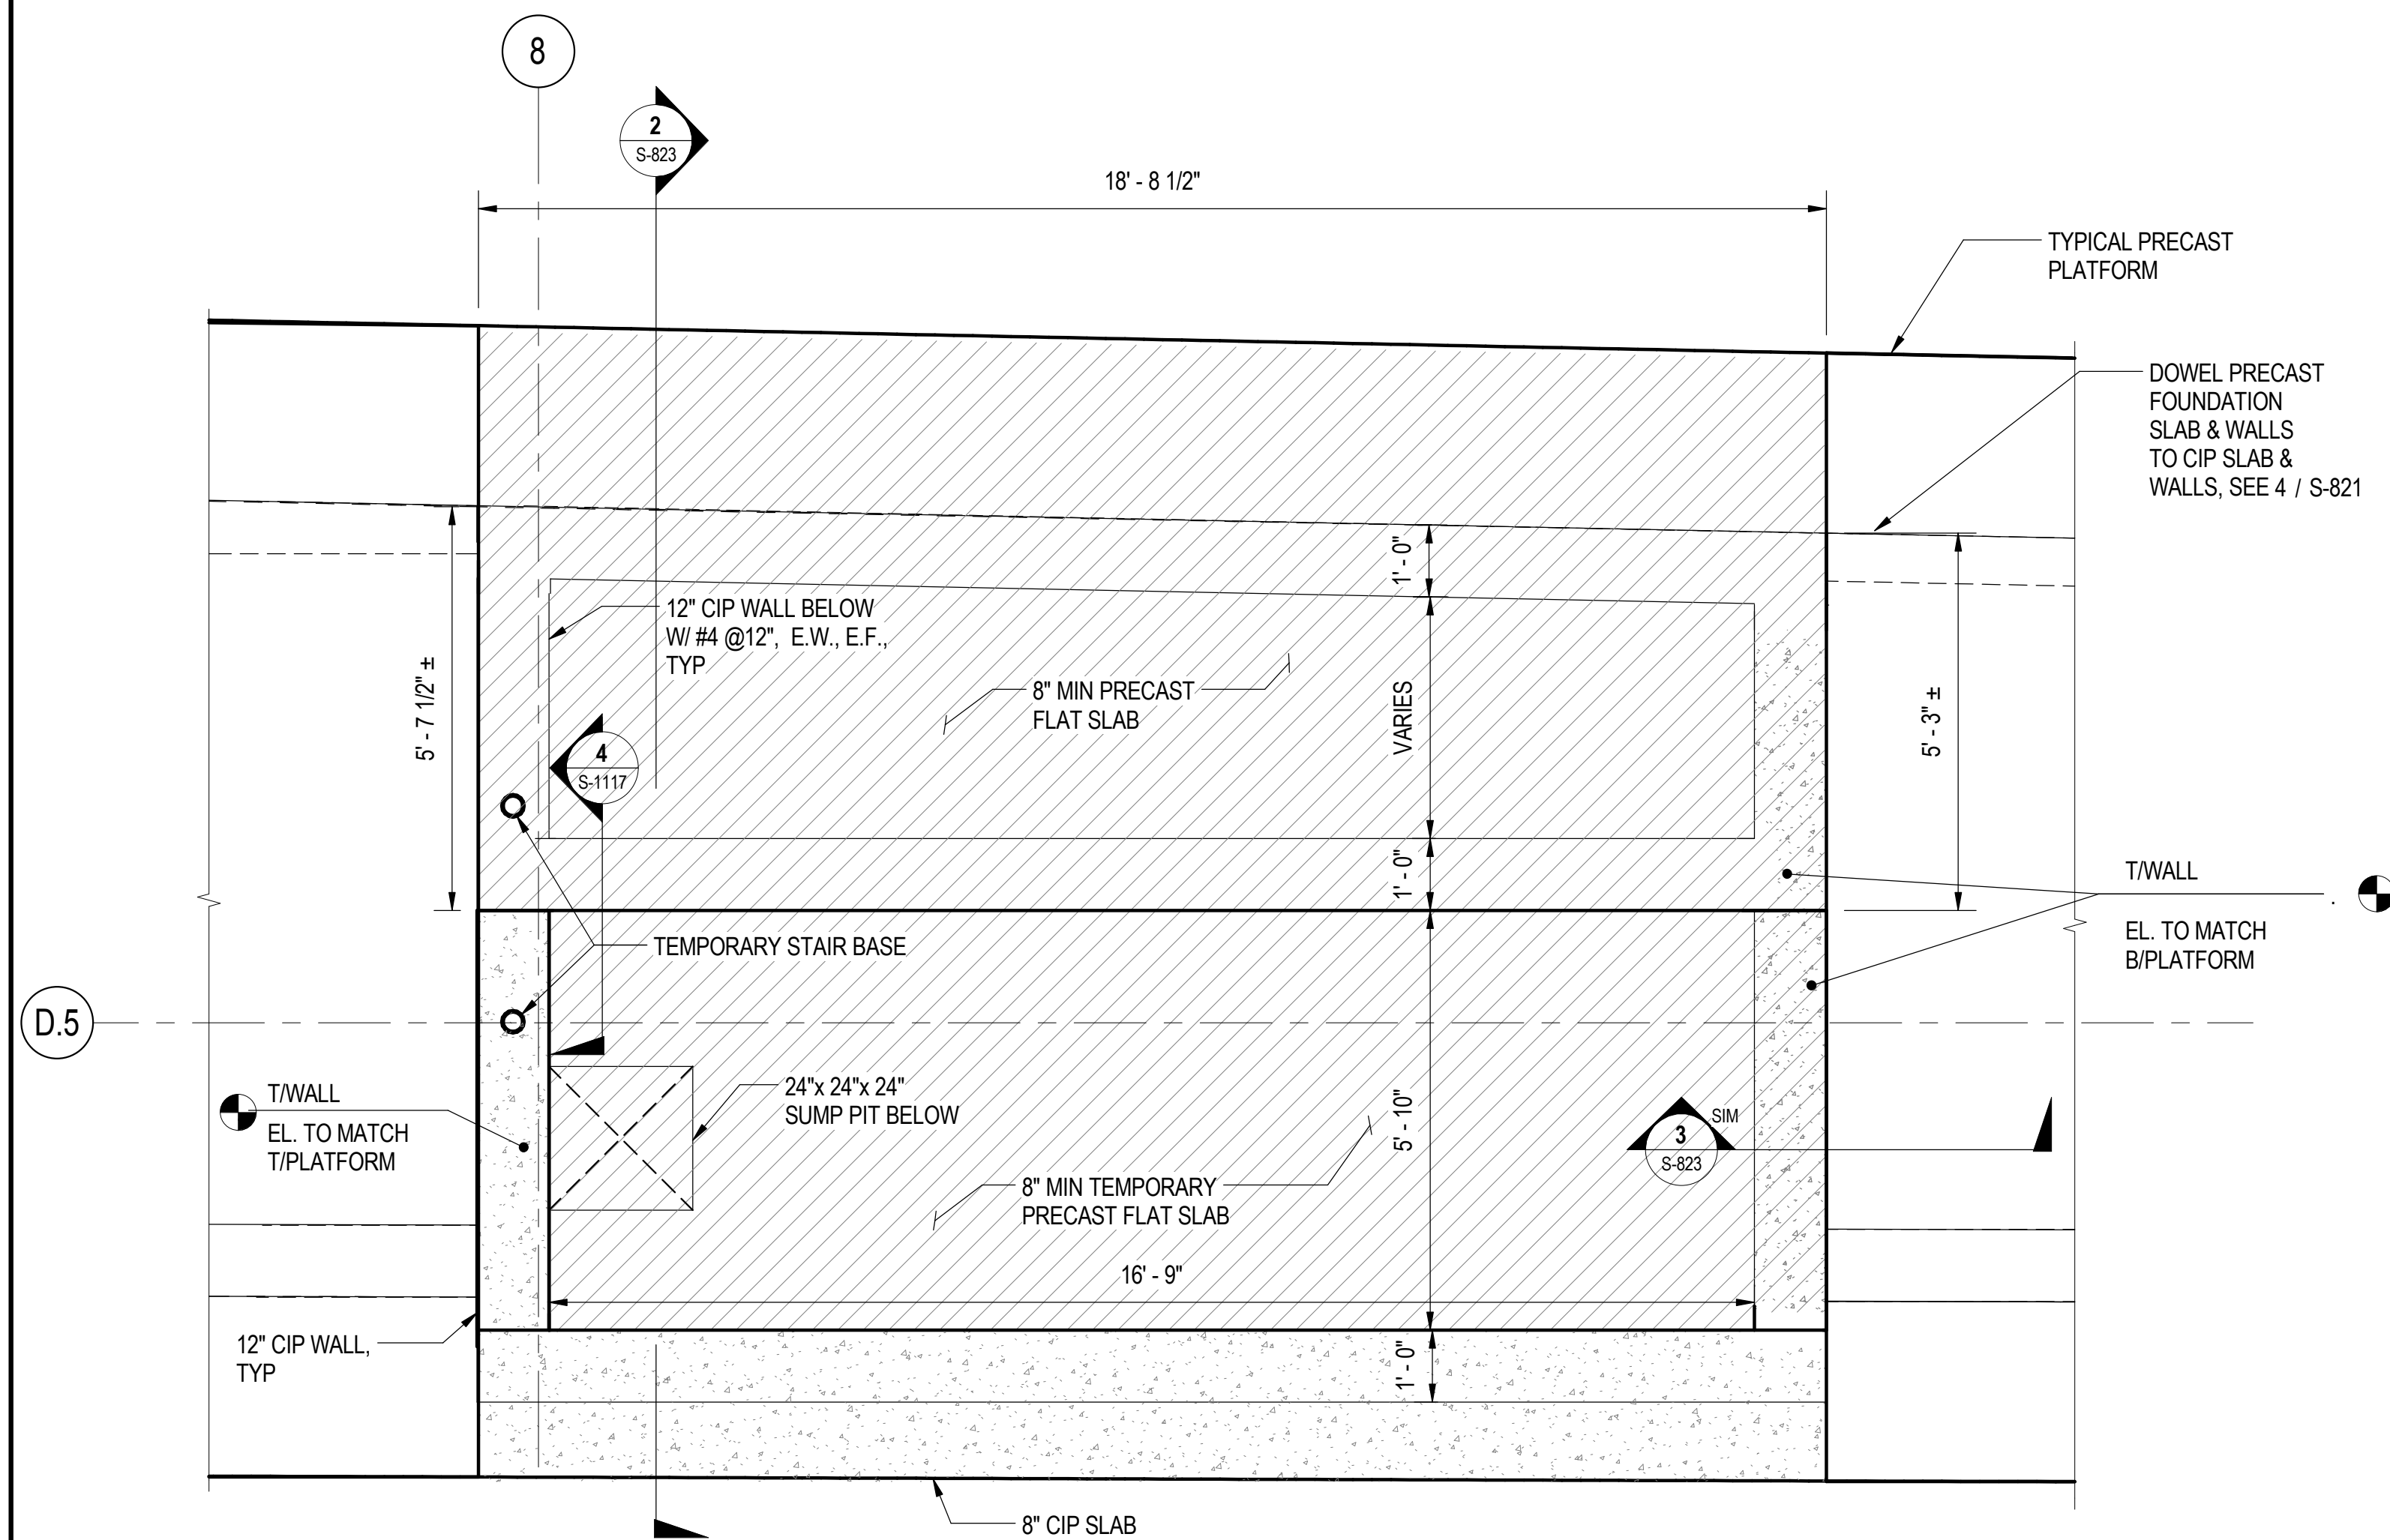 8
2
S-823
18' - 8 1/2"
TYPICAL PRECAST
PLATFORM
DOWEL PRECAST
FOUNDATION
SLAB & WALLS
TO CIP SLAB &
WALLS, SEE 4 / S-821
1' - 0"
12" CIP WALL BELOW
W/ #4 @12", E.W., E.F.,
TYP
8" MIN PRECAST
FLAT SLAB
VARIES
5' - 7 1/2" ±
5' - 3" ±
4
S-1117
1' - 0"
T/WALL
EL. TO MATCH
B/PLATFORM
TEMPORARY STAIR BASE
D.5
T/WALL
EL. TO MATCH
T/PLATFORM
24"x 24"x 24"
SUMP PIT BELOW
5' - 10"
3
S-823
SIM
8" MIN TEMPORARY
PRECAST FLAT SLAB
16' - 9"
12" CIP WALL,
TYP
1' - 0"
8" CIP SLAB